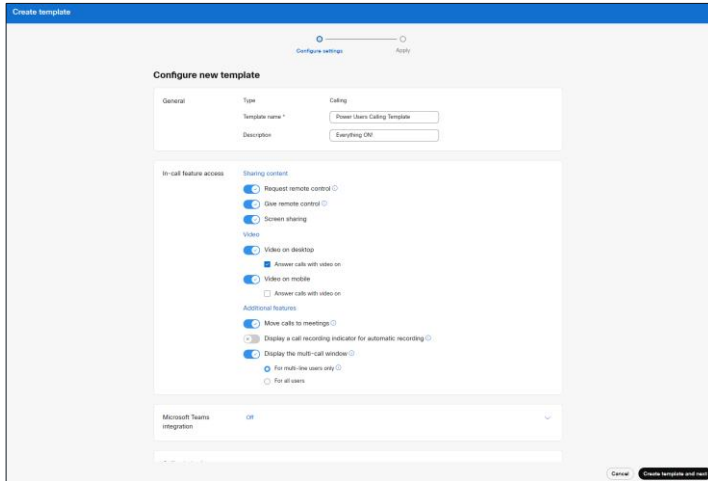 Create template
Configure settings
Apply
Configure new template
General
Type
Calling
Template name *
Power Users Calling Template
Description
Everything ON!
In-call feature access
Sharing content
Request remote control
Give remote control
Screen sharing
Video
Video on desktop
Answer calls with video on
Video on mobile
Answer calls with video on
Additional features
Move calls to meetings
Display a call recording indicator for automatic recording
Display the multi-call window
For multi-line users only
For all users
Microsoft Teams
integration
Off
Cancel
Create template and next